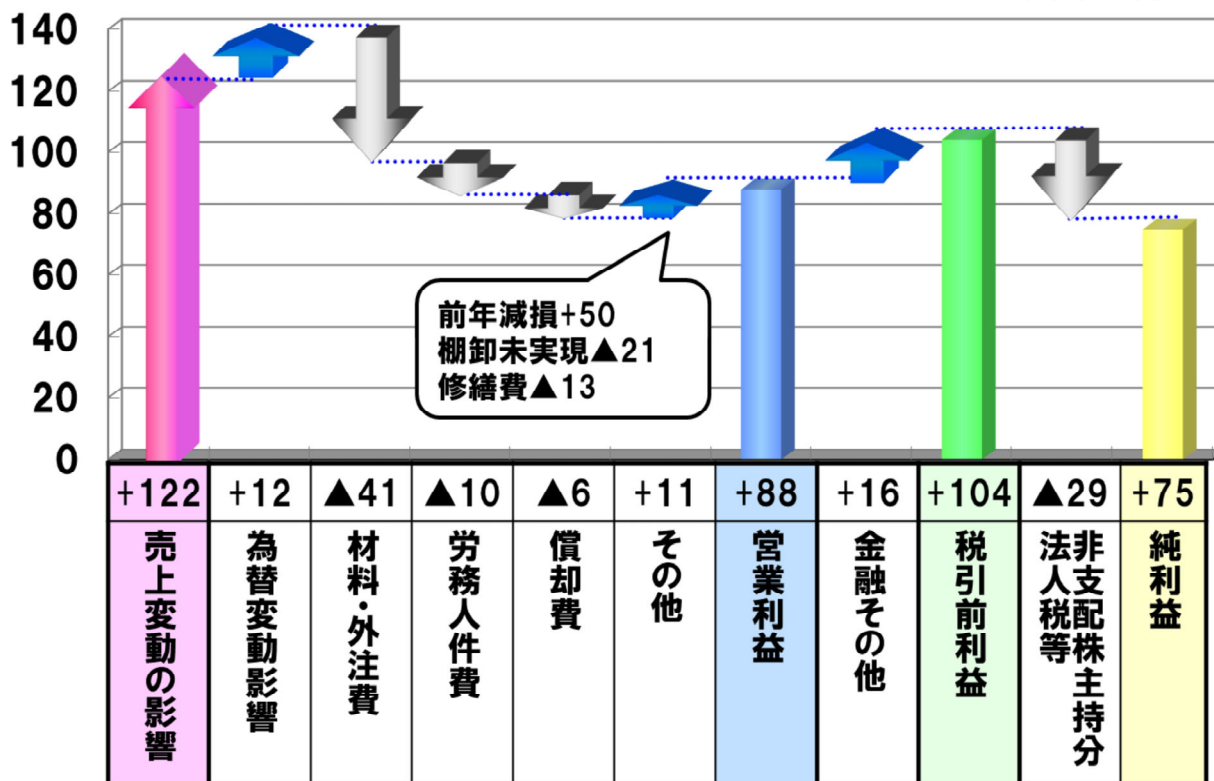 140
120
100
80
60
40
20
0
前年減損+50
棚卸未実現▲21
修繕費▲13
+122
+12
▲41
▲10
▲6
+11
+88
+16
+104
▲29
+75
売上変動の影響
為替変動影響
材料・外注費
労務人件費
償却費
その他
営業利益
金融その他
税引前利益
非支配株主持分
法人税等
純利益